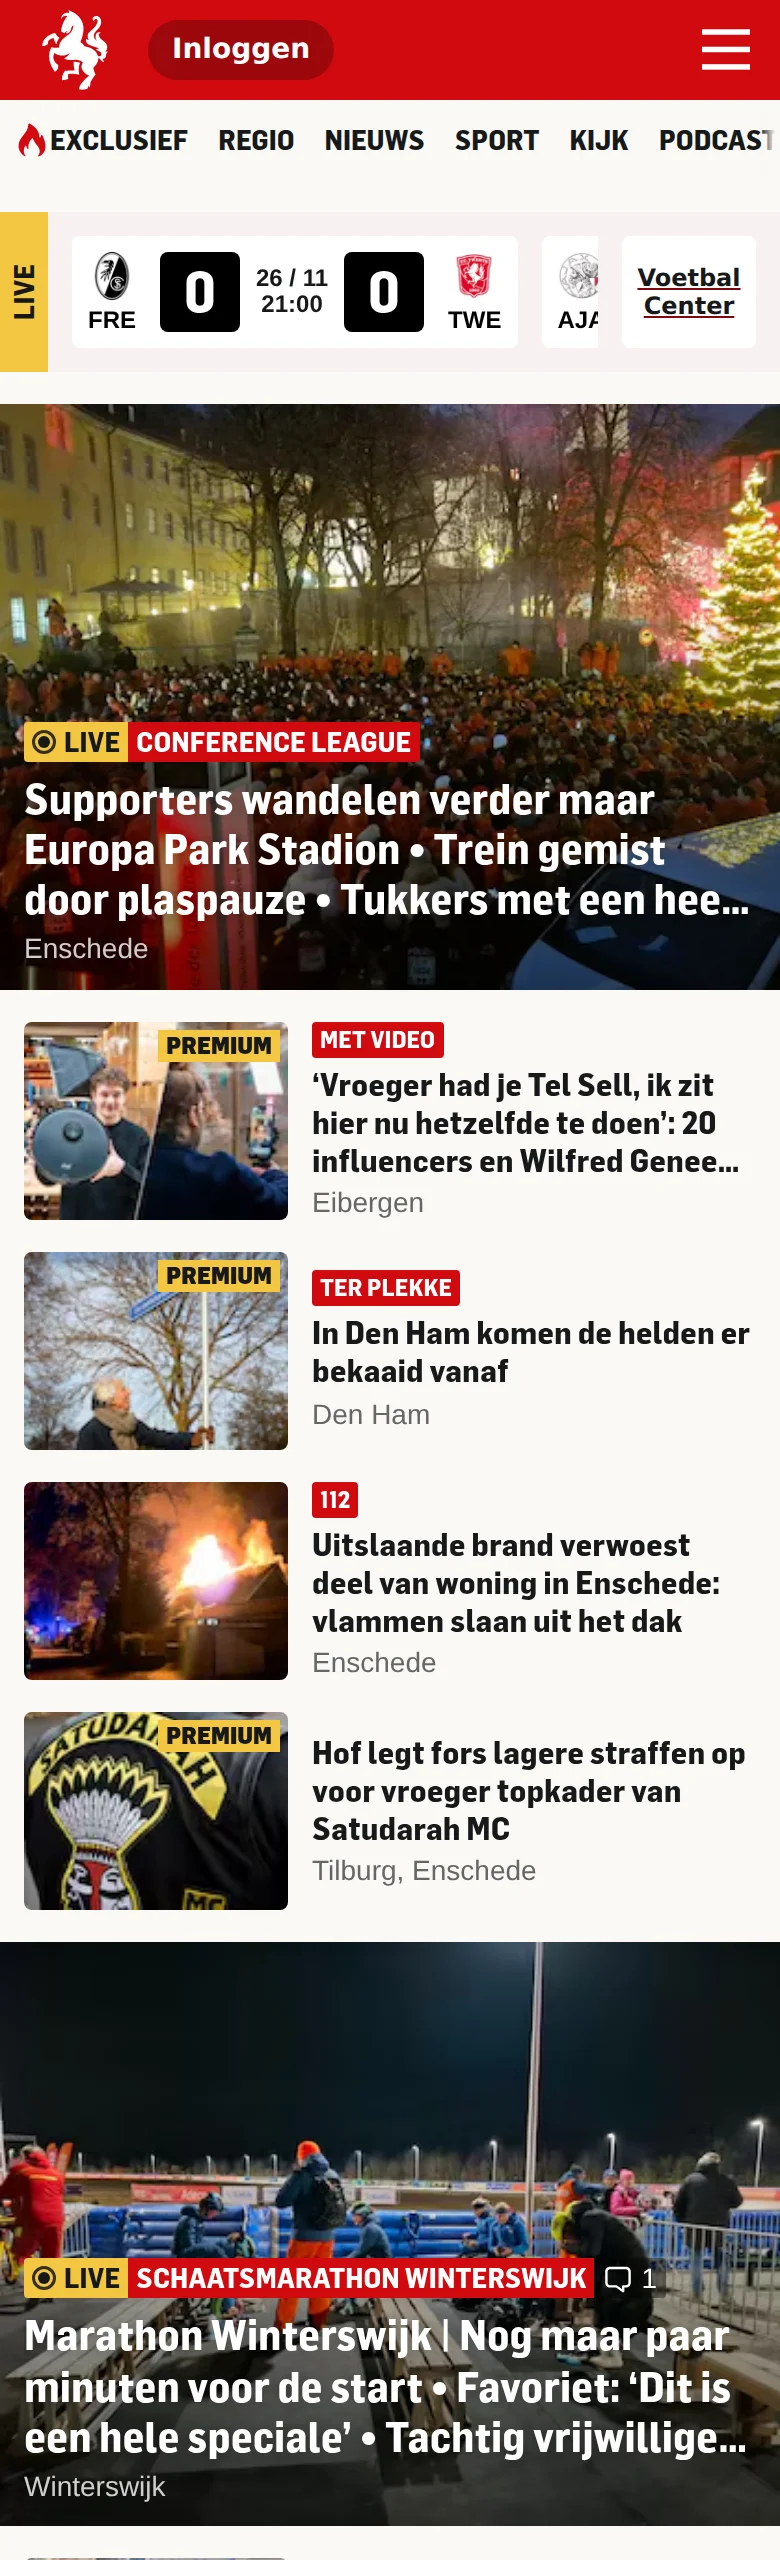 Inloggen
EXCLUSIEF REGIO NIEUWS SPORT KIJK PODCAST
LIVE
FRE
0
26 / 11
21:00
0
TWE
AJA
Voetbal
Center
LIVE CONFERENCE LEAGUE
Supporters wandelen verder maar
Europa Park Stadion • Trein gemist
door plaspauze • Tukkers met een hee...
Enschede
PREMIUM
MET VIDEO
‘Vroeger had je Tel Sell, ik zit
hier nu hetzelfde te doen’: 20
influencers en Wilfred Genee...
Eibergen
PREMIUM
TER PLEKKE
In Den Ham komen de helden er
bekaaid vanaf
Den Ham
112
Uitslaande brand verwoest
deel van woning in Enschede:
vlammen slaan uit het dak
Enschede
SATUDARAH
PREMIUM
MC
Hof legt fors lagere straffen op
voor vroeger topkader van
Satudarah MC
Tilburg, Enschede
LIVE SCHAATSMARATHON WINTERSWIJK 1
Marathon Winterswijk | Nog maar paar
minuten voor de start • Favoriet: ‘Dit is
een hele speciale’ • Tachtig vrijwillige...
Winterswijk